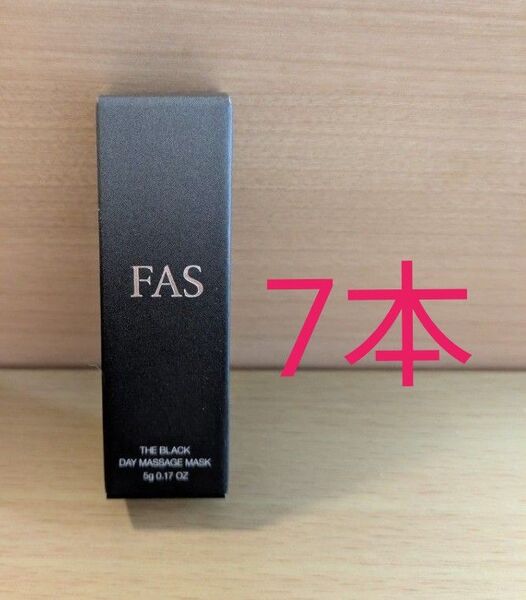 FAS
7本
THE BLACK
DAY MASSAGE MASK
5g 0.17 OZ